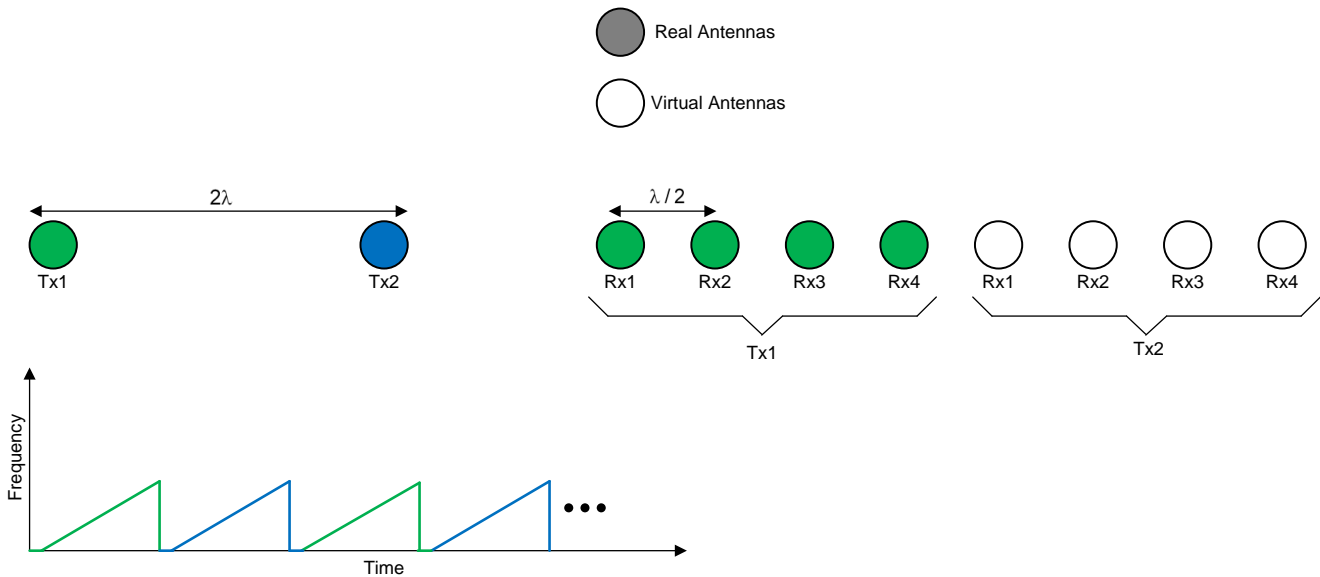 Real Antennas
Virtual Antennas
2λ
λ / 2
Tx1
Tx2
Rx1
Rx2
Rx3
Rx4
Rx1
Rx2
Rx3
Rx4
Tx1
Tx2
Frequency
Time